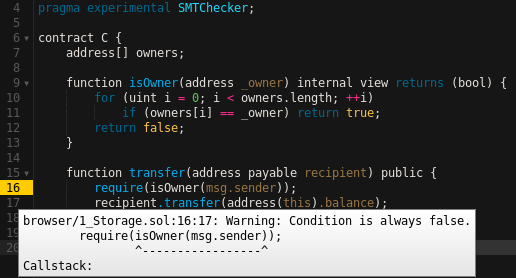 4 pragma experimental SMTChecker;
5
6 contract C {
7 address[] owners;
8
9 function isOwner(address _owner) internal view returns (bool) {
10 for (uint i = 0; i < owners.length; ++i)
11 if (owners[i] == _owner) return true;
12 return false;
13 }
14
15 function transfer(address payable recipient) public {
16 require(isOwner(msg.sender));
17 recipient.transfer(address(this).balance);
18
browser/1_Storage.sol:16:17: Warning: Condition is always false.
19
require(isOwner(msg.sender));
^-----------------^
20
Callstack: